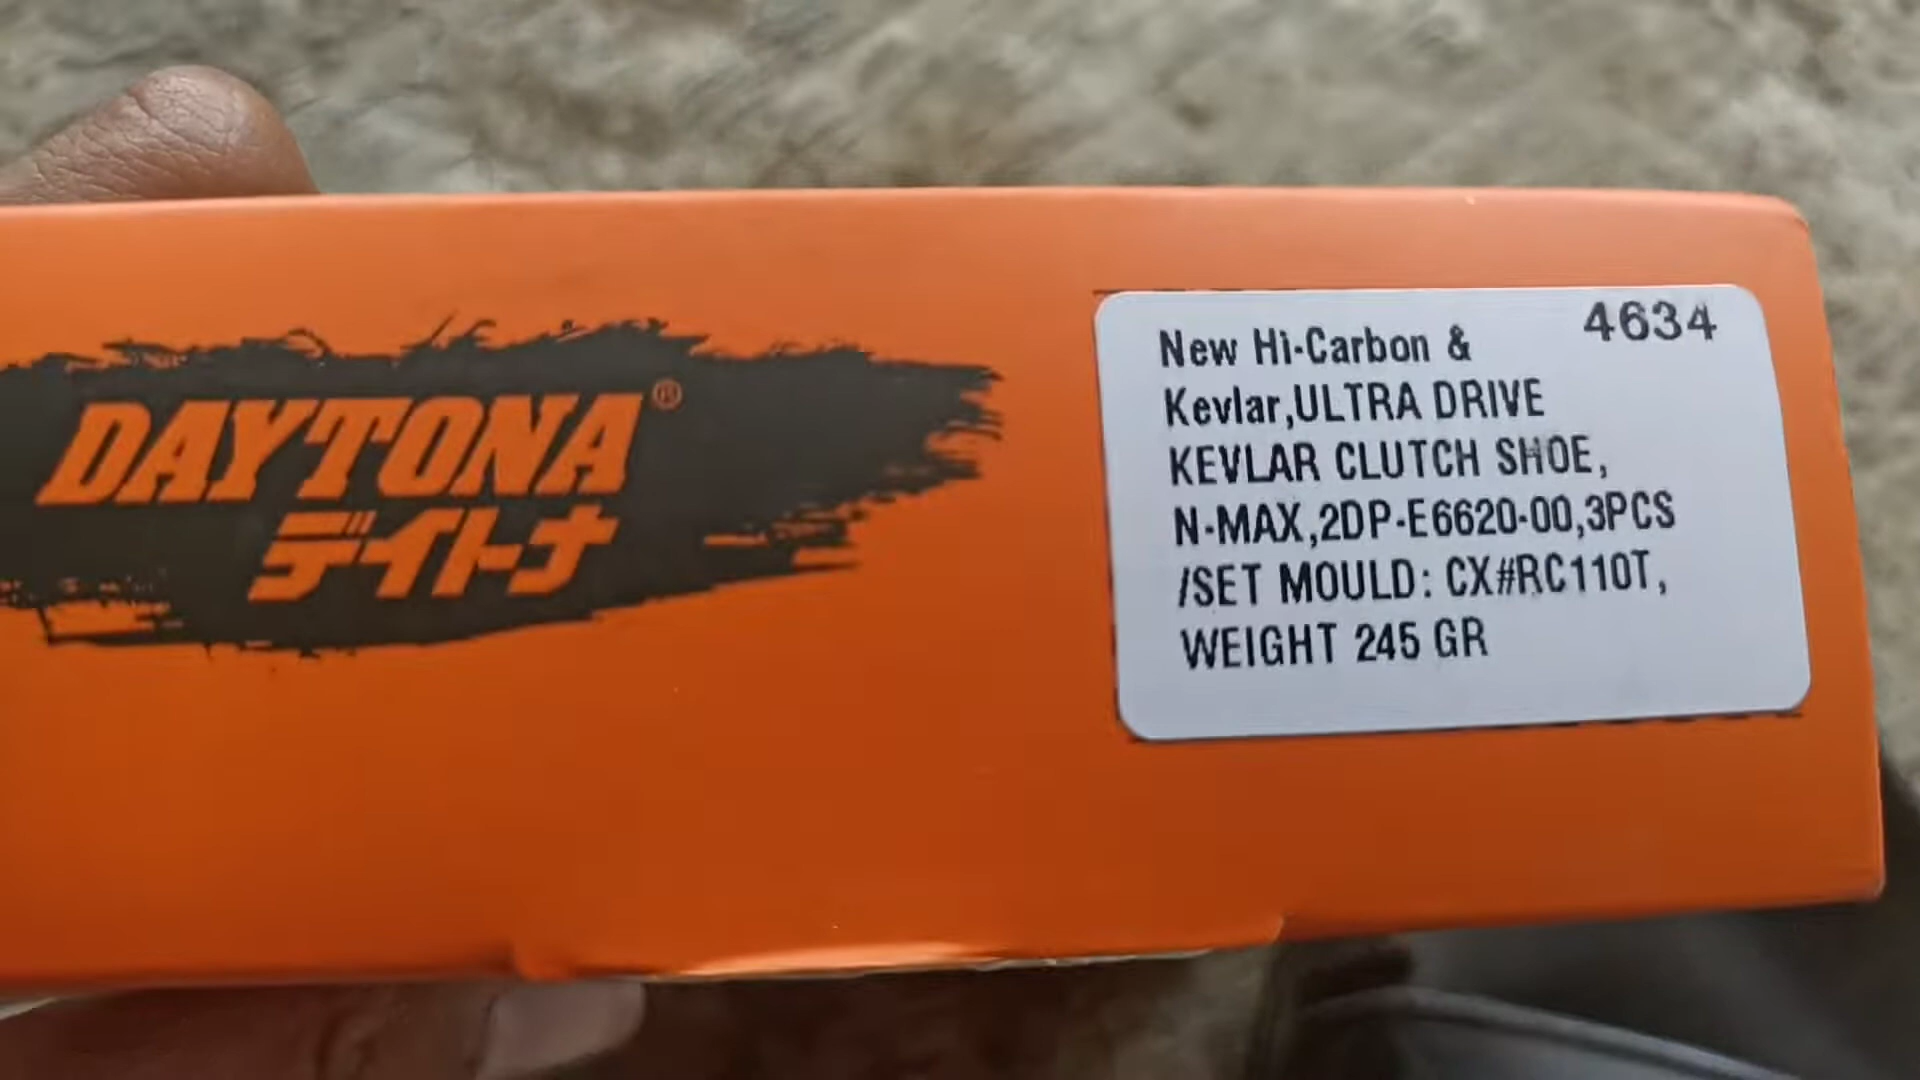 DAYTONA®
デイトナ
4634
New Hi-Carbon &
Kevlar,ULTRA DRIVE
KEVLAR CLUTCH SHOE,
N-MAX,2DP-E6620-00,3PCS
/SET MOULD: CX#RC110T,
WEIGHT 245 GR